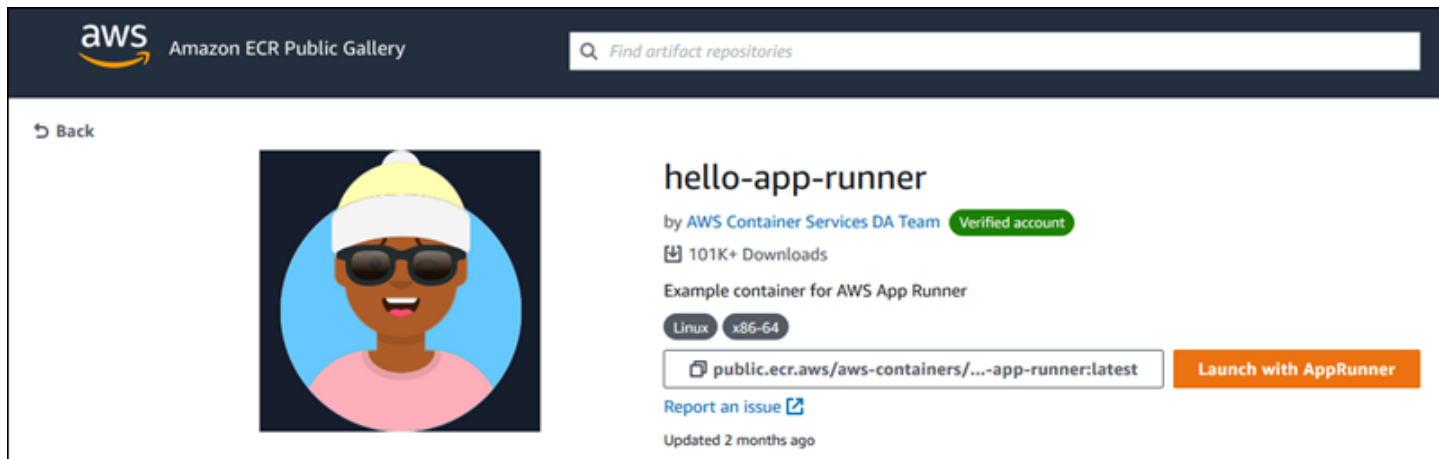 aws
Amazon ECR Public Gallery
Find artifact repositories
Back
hello-app-runner
by AWS Container Services DA Team Verified account
101K+ Downloads
Example container for AWS App Runner
Linux x86-64
public.ecr.aws/aws-containers/...-app-runner:latest
Launch with AppRunner
Report an issue
Updated 2 months ago